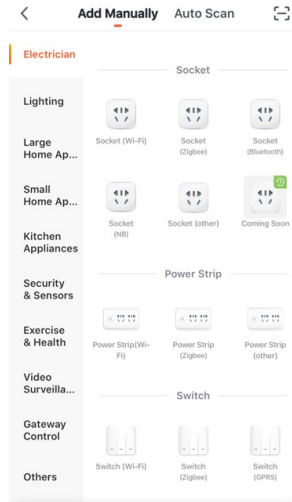 Add Manually
Auto Scan
Electrician
Lighting
Large
Home Ap...
Small
Home Ap...
Kitchen
Appliances
Security
& Sensors
Exercise
& Health
Video
Surveilla...
Gateway
Control
Others
Socket
Socket (Wi-Fi)
Socket
(Zigbee)
Socket
(Bluetooth)
Socket
(NB)
Socket (other)
Coming Soon
Power Strip
Power Strip(Wi-
Fi)
Power Strip
(Zigbee)
Power Strip
(other)
Switch
Switch (Wi-Fi)
Switch
(Zigbee)
Switch
(GPRS)